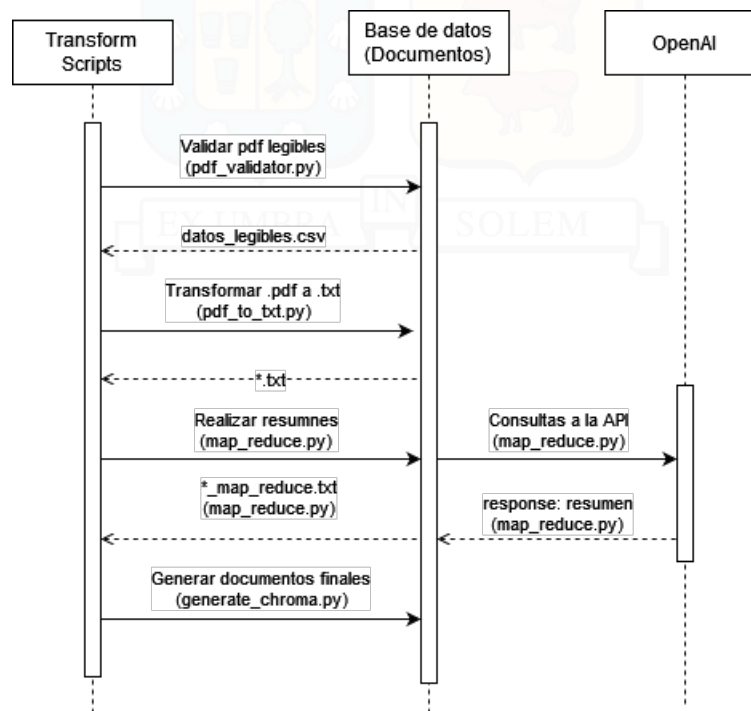 Transform
Scripts
Base de datos
(Documentos)
OpenAI
Validar pdf legibles
(pdf_validator.py)
EX UMBRA
IN
SOLEM
datos_legibles.csv
Transformar .pdf a .txt
(pdf_to_txt.py)
*.txt
Realizar resumnes
(map_reduce.py)
Consultas a la API
(map_reduce.py)
*_map_reduce.txt
(map_reduce.py)
response: resumen
(map_reduce.py)
Generar documentos finales
(generate_chroma.py)